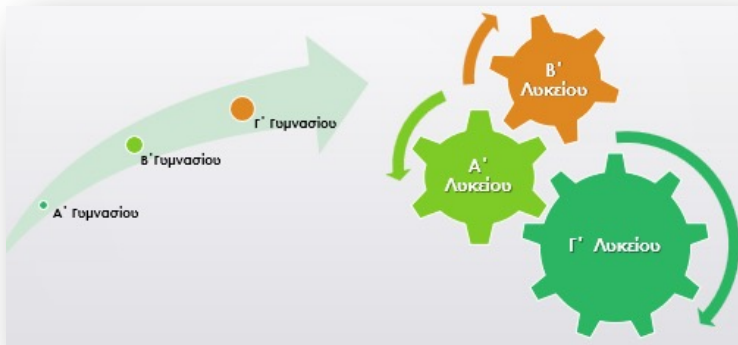 Α΄ Γυμνασίου
Β΄Γυμνασίου
Γ΄ Γυμνασίου
Α΄
Λυκείου
Β΄
Λυκείου
Γ΄ Λυκείου